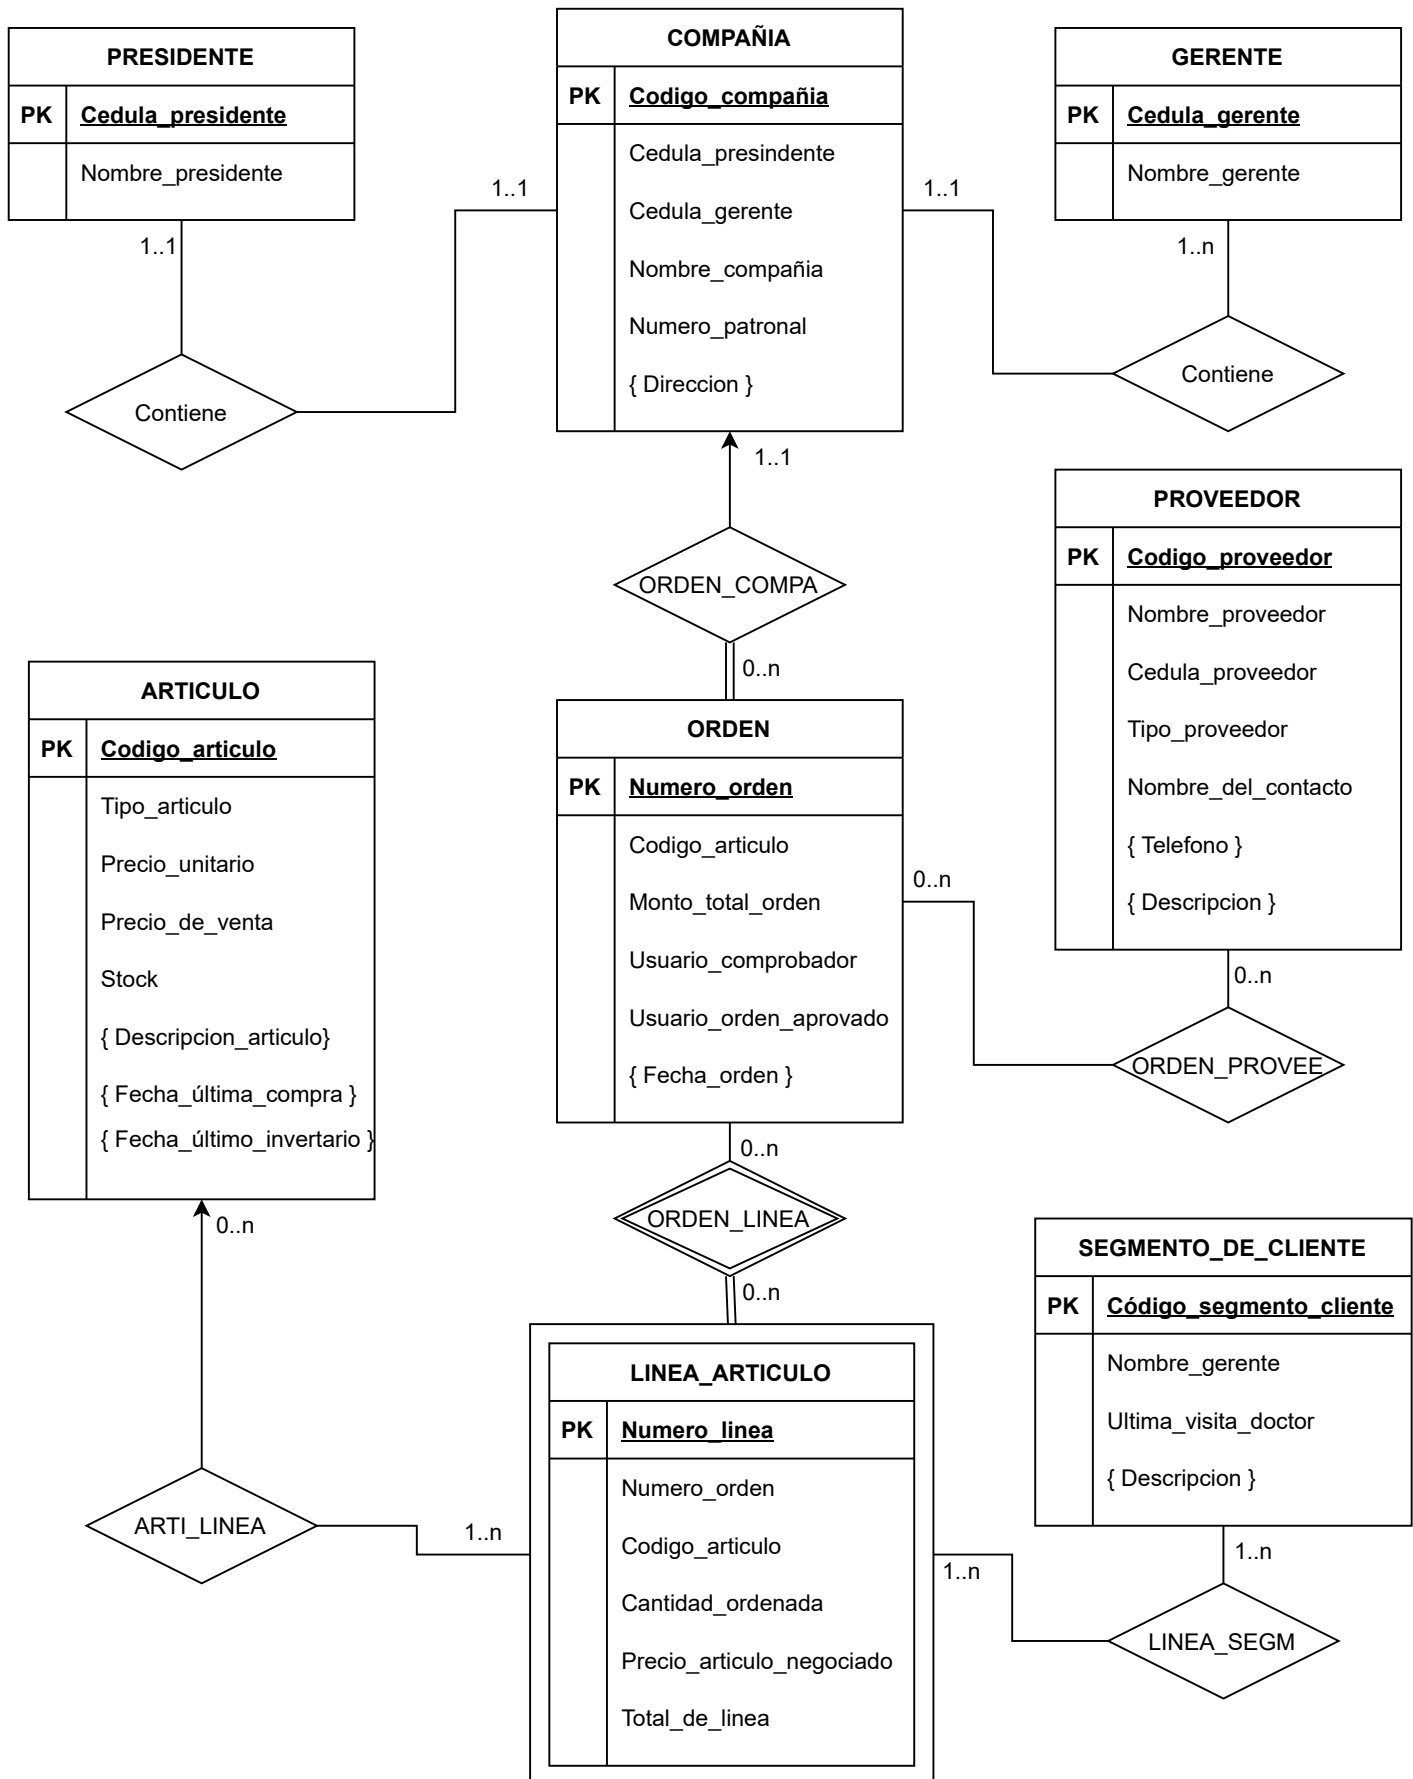 PRESIDENTE
PK Cedula_presidente
Nombre_presidente
COMPAÑIA
PK Codigo_compañia
Cedula_presindente
Cedula_gerente
Nombre_compañia
Numero_patronal
{ Direccion }
GERENTE
PK Cedula_gerente
Nombre_gerente
1..1
1..1
1..1
1..n
Contiene
Contiene
1..1
ORDEN_COMPA
0..n
PROVEEDOR
PK Codigo_proveedor
Nombre_proveedor
Cedula_proveedor
Tipo_proveedor
Nombre_del_contacto
{ Telefono }
{ Descripcion }
ARTICULO
PK Codigo_articulo
Tipo_articulo
Precio_unitario
Precio_de_venta
Stock
{ Descripcion_articulo}
{ Fecha_última_compra }
{ Fecha_último_invertario }
ORDEN
PK Numero_orden
Codigo_articulo
Monto_total_orden
Usuario_comprobador
Usuario_orden_aprovado
{ Fecha_orden }
0..n
0..n
ORDEN_PROVEE
0..n
ORDEN_LINEA
0..n
0..n
SEGMENTO_DE_CLIENTE
PK Código_segmento_cliente
Nombre_gerente
Ultima_visita_doctor
{ Descripcion }
LINEA_ARTICULO
PK Numero_linea
Numero_orden
Codigo_articulo
Cantidad_ordenada
Precio_articulo_negociado
Total_de_linea
ARTI_LINEA
1..n
1..n
1..n
LINEA_SEGM